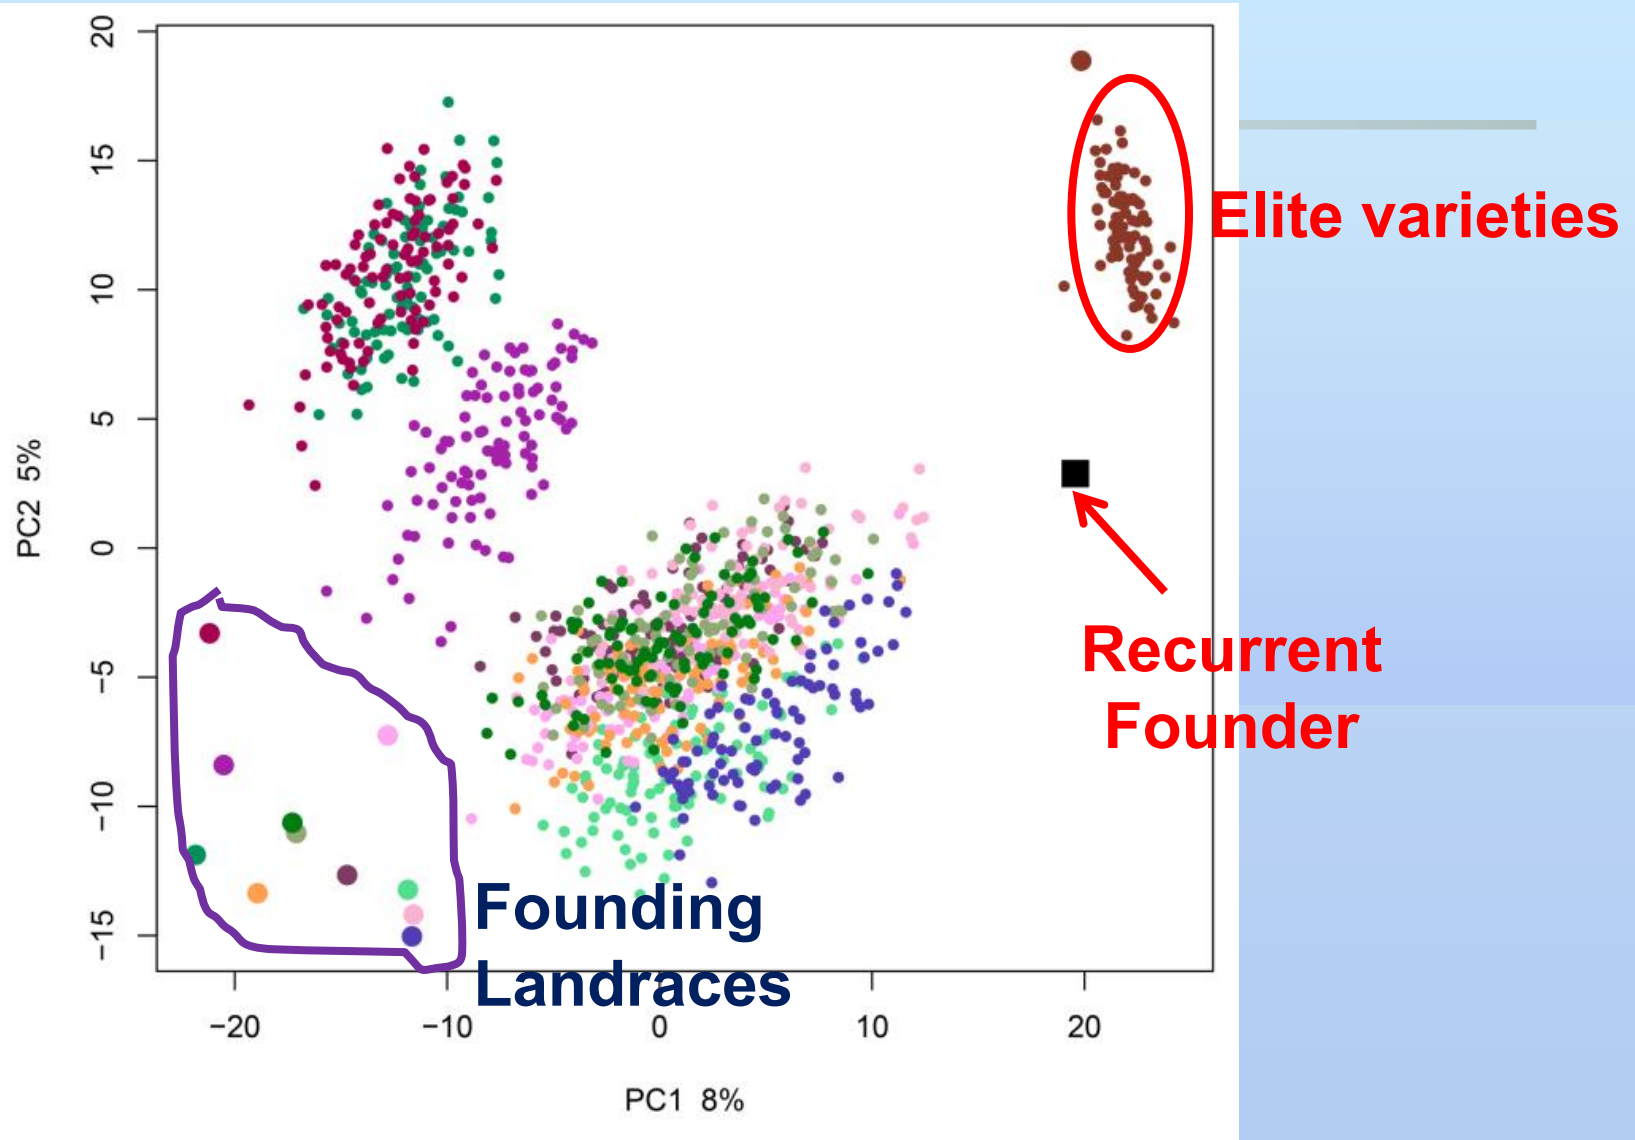 20
15
10
5
0
−5
−10
−15
PC2 5%
Elite varieties
Recurrent
Founder
Founding
Landraces
−20
−10
0
10
20
PC1 8%